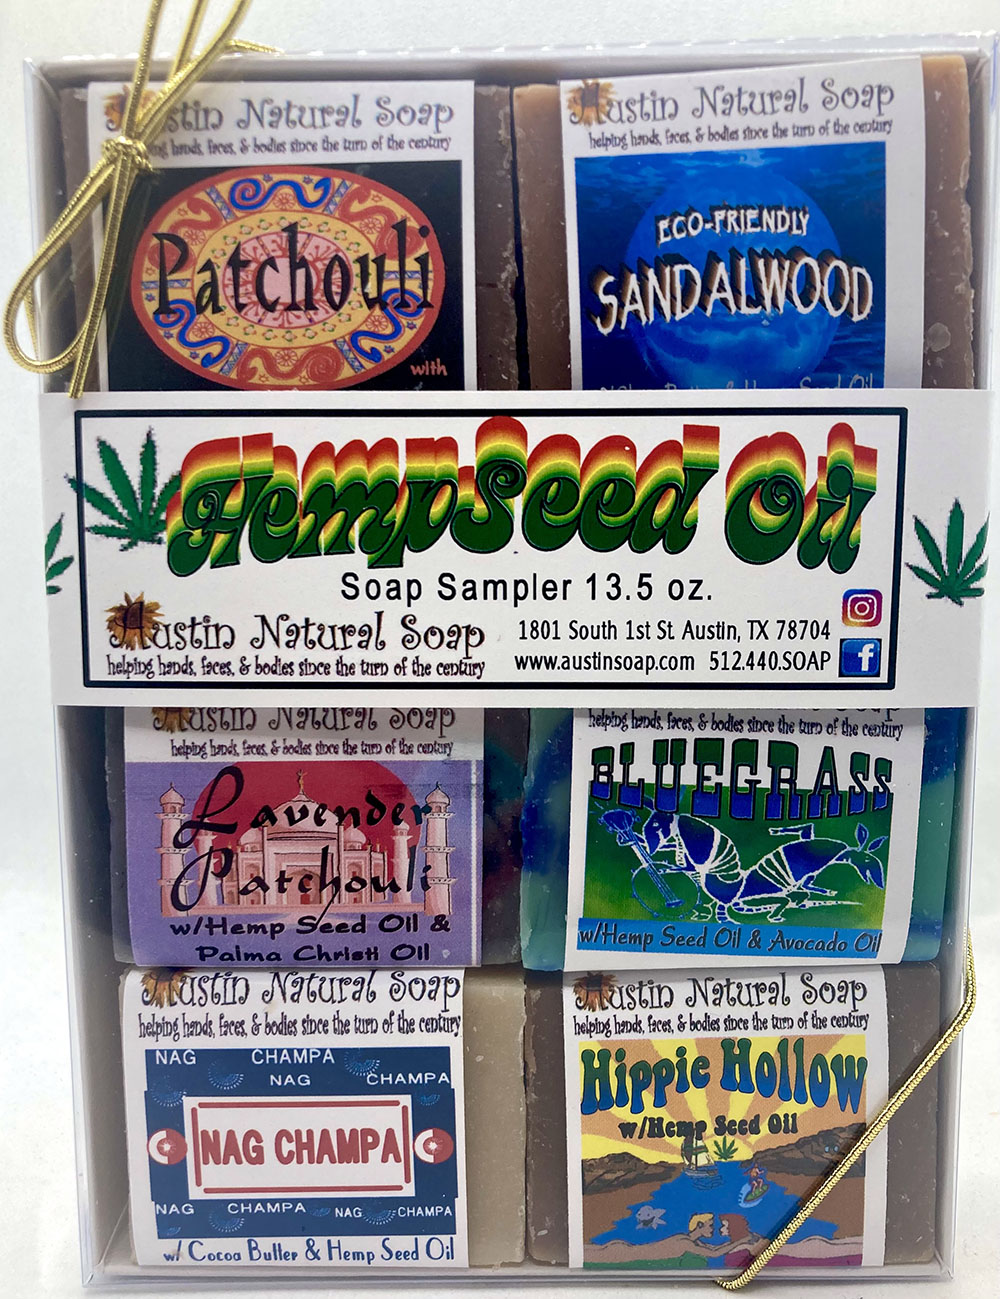 Austin Natural Soap
hands, faces, & bodies since the turn of the century
Patchouli
with
Austin Natural Soap
helping hands, faces, & bodies since the turn of the century
ECO-FRIENDLY
SANDALWOOD
Hemp Seed Oil
HempSeed Oil
Soap Sampler 13.5 oz.
Austin Natural Soap
helping hands, faces, & bodies since the turn of the century
1801 South 1st St Austin, TX 78704
www.austinsoap.com 512.440.SOAP
f
Austin Natural Soap
helping hands, faces, & bodies since the turn of the century
Lavender
Patchouli
w/Hemp Seed Oil &
Palma Christi Oil
Soap
helping hands, faces, & bodies since the turn of the century
BLUEGRASS
w/Hemp Seed Oil & Avocado Oil
Austin Natural Soap
helping hands, faces, & bodies since the turn of the century
NAG CHAMPA
NAG CHAMPA
NAG CHAMPA
NAG CHAMPA NAG CHAMPA
w/ Cocoa Butter & Hemp Seed Oil
Austin Natural Soap
helping hands, faces, & bodies since the turn of the century
Hippie Hollow
w/Hemp Seed Oil